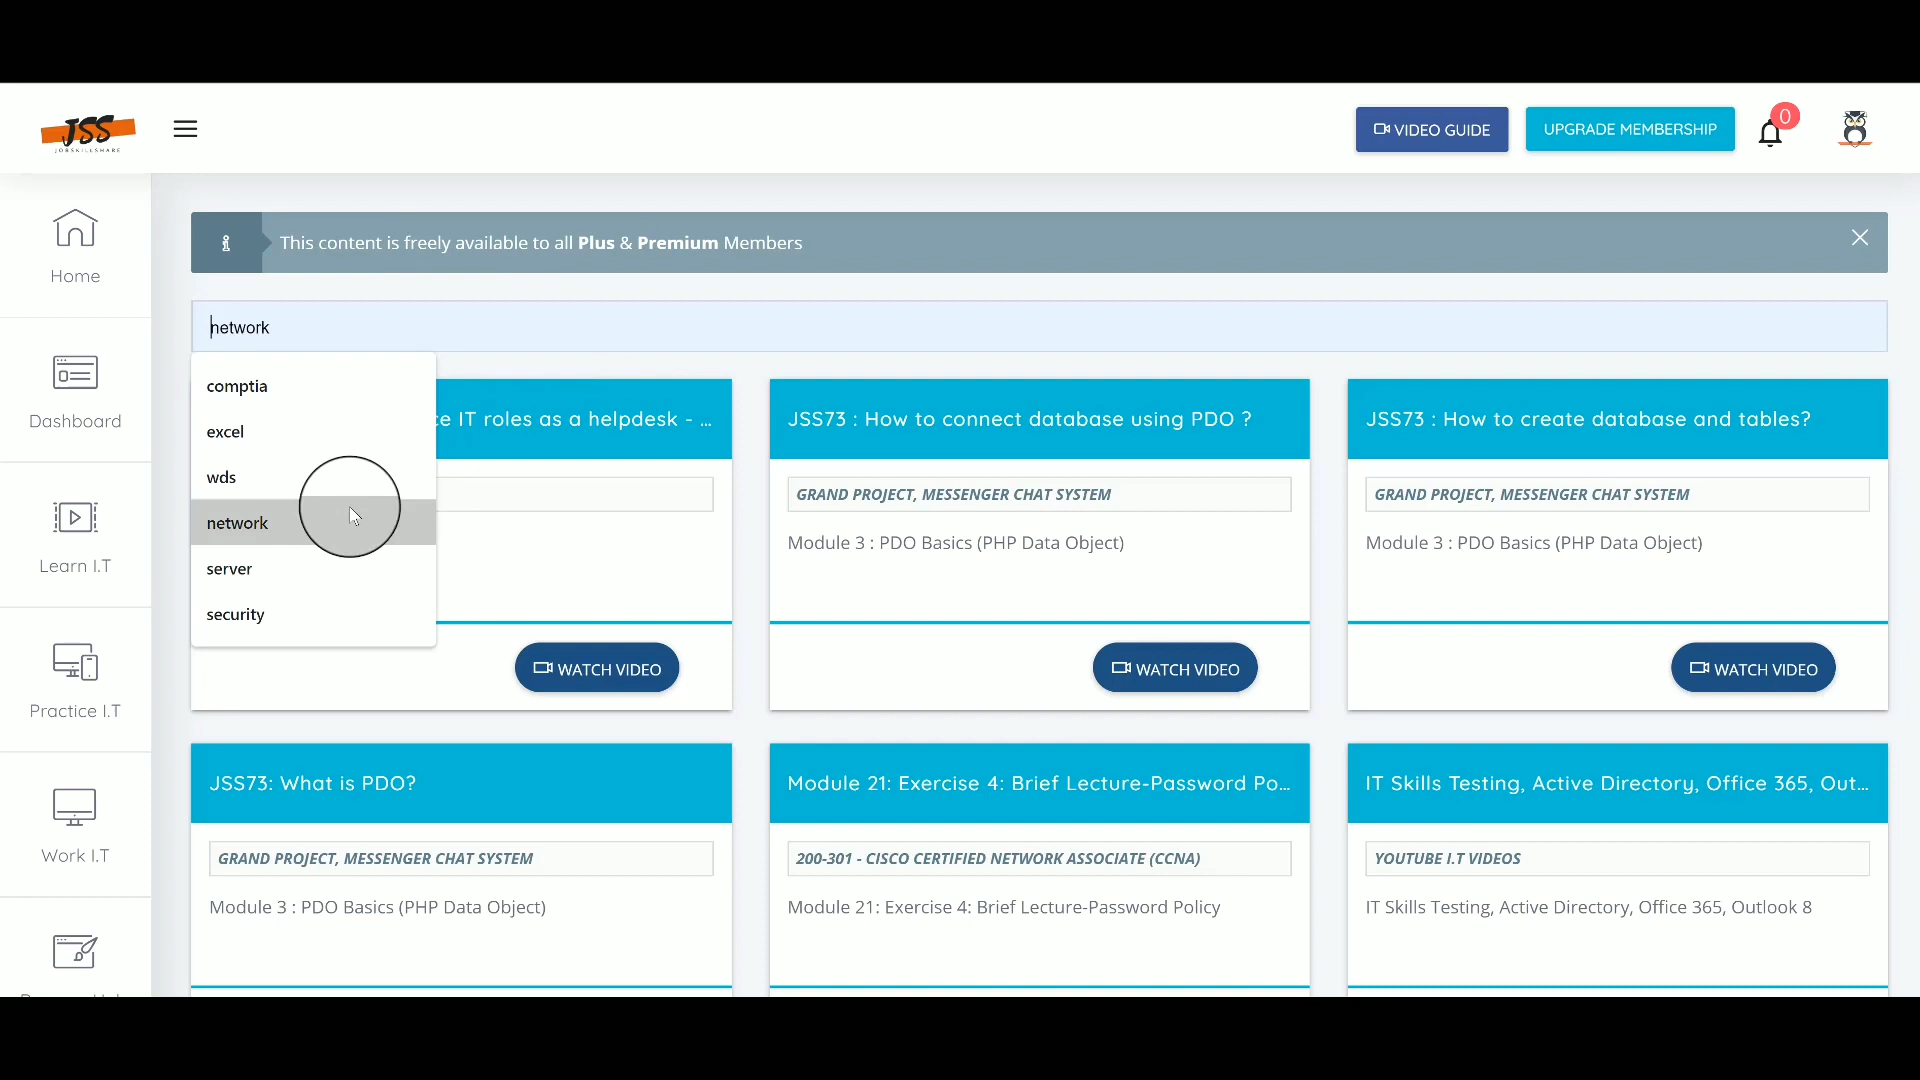 JSS
JOBSKILLSHARE
VIDEO GUIDE
UPGRADE MEMBERSHIP
0
Home
Dashboard
Learn I.T
Practice I.T
Work I.T
This content is freely available to all Plus & Premium Members
network
comptia
excel
wds
network
server
security
IT roles as a helpdesk - ...
WATCH VIDEO
JSS73 : How to connect database using PDO ?
GRAND PROJECT, MESSENGER CHAT SYSTEM
Module 3 : PDO Basics (PHP Data Object)
WATCH VIDEO
JSS73 : How to create database and tables?
GRAND PROJECT, MESSENGER CHAT SYSTEM
Module 3 : PDO Basics (PHP Data Object)
WATCH VIDEO
JSS73: What is PDO?
GRAND PROJECT, MESSENGER CHAT SYSTEM
Module 3 : PDO Basics (PHP Data Object)
Module 21: Exercise 4: Brief Lecture-Password Po...
200-301 - CISCO CERTIFIED NETWORK ASSOCIATE (CCNA)
Module 21: Exercise 4: Brief Lecture-Password Policy
IT Skills Testing, Active Directory, Office 365, Out...
YOUTUBE I.T VIDEOS
IT Skills Testing, Active Directory, Office 365, Outlook 8